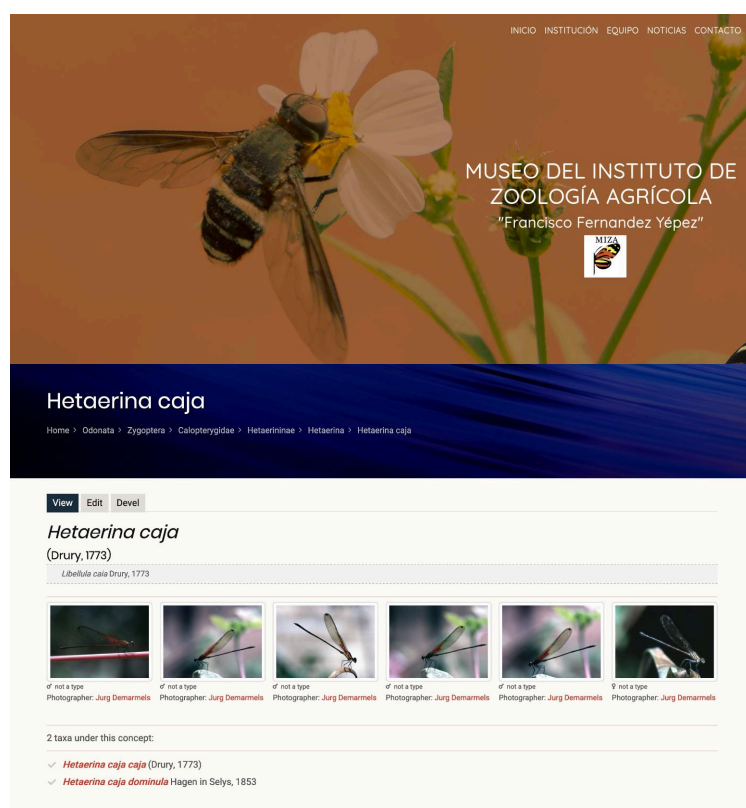 INICIO INSTITUCIÓN EQUIPO NOTICIAS CONTACTO
MUSEO DEL INSTITUTO DE
ZOOLOGÍA AGRÍCOLA
"Francisco Fernandez Yépez"
MIZA
Hetaerina caja
Home > Odonata > Zygoptera > Calopterygidae > Hetaerininae > Hetaerina > Hetaerina caja
View Edit Devel
Hetaerina caja
(Drury, 1773)
Libellula caia Drury, 1773
♂ not a type ♂ not a type ♂ not a type ♂ not a type ♂ not a type ♀ not a type
Photographer: Jurg Demarmels Photographer: Jurg Demarmels Photographer: Jurg Demarmels Photographer: Jurg Demarmels Photographer: Jurg Demarmels Photographer: Jurg Demarmels
2 taxa under this concept:
Hetaerina caja caja (Drury, 1773)
Hetaerina caja dominula Hagen in Selys, 1853